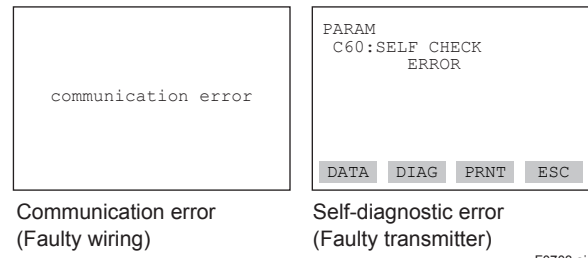 communication error
Communication error
(Faulty wiring)
PARAM
C60:SELF CHECK
ERROR
DATA DIAG PRNT ESC
Self-diagnostic error
(Faulty transmitter)